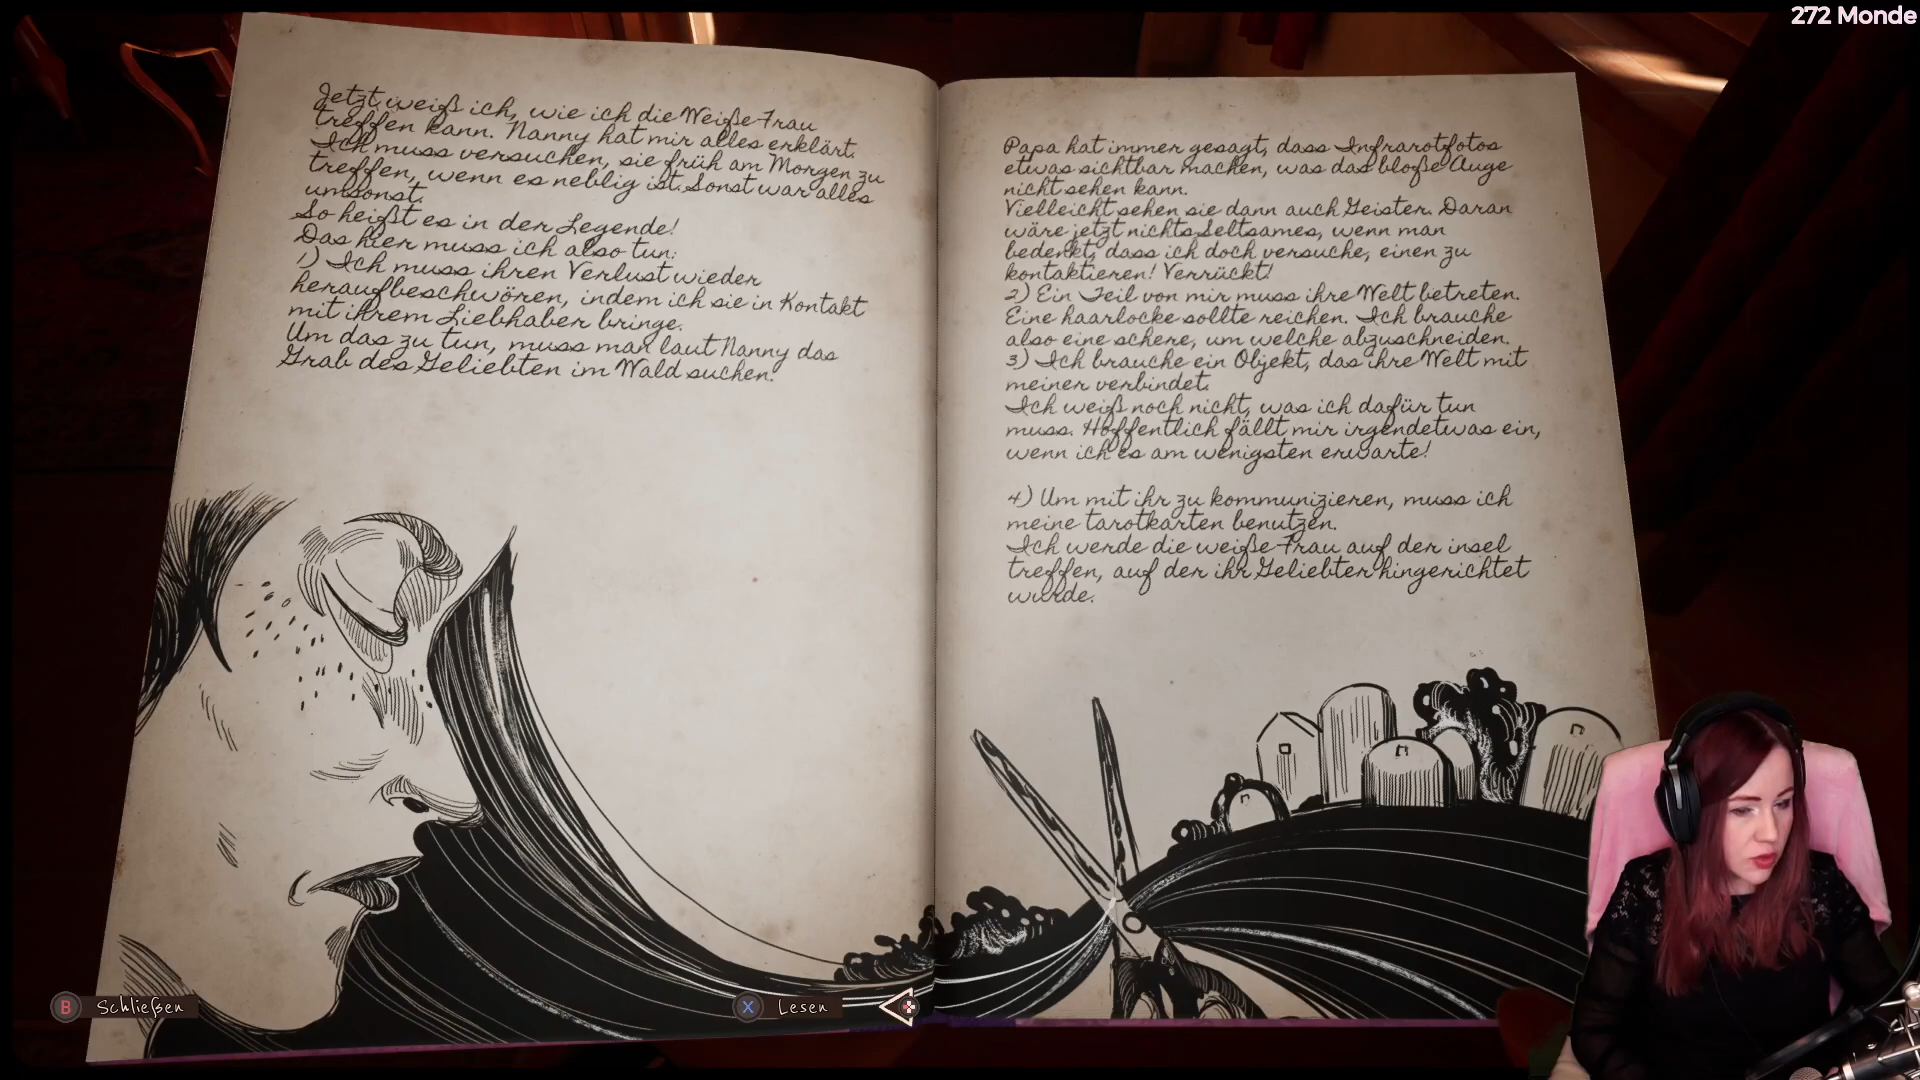 272 Monde
Jetzt weiß ich, wie ich die Weiße Frau
treffen kann. Nanny hat mir alles erklärt.
Ich muss versuchen, sie früh am Morgen zu
treffen, wenn es neblig ist. Sonst war alles
umsonst.
So heißt es in der Legende!
Das hier muss ich also tun:
1) Ich muss ihren Verlust wieder
heraufbeschwören, indem ich sie in Kontakt
mit ihrem Liebhaber bringe.
Um das zu tun, muss man laut Nanny das
Grab des Geliebten im Wald suchen.
Papa hat immer gesagt, dass Infrarotfotos
etwas sichtbar machen, was das bloße Auge
nicht sehen kann.
Vielleicht sehen sie dann auch Geister. Daran
wäre jetzt nichts Seltsames, wenn man
bedenkt, dass ich doch versuche, einen zu
kontaktieren! Verrückt!
2) Ein Teil von mir muss ihre Welt betreten.
Eine haarlocke sollte reichen. Ich brauche
also eine schere, um welche abzuschneiden.
3) Ich brauche ein Objekt, das ihre Welt mit
meiner verbindet.
Ich weiß noch nicht, was ich dafür tun
muss. Hoffentlich fällt mir irgendetwas ein,
wenn ich es am wenigsten erwarte!
4) Um mit ihr zu kommunizieren, muss ich
meine tarotkarten benutzen.
Ich werde die weiße Frau auf der insel
treffen, auf der ihr Geliebter hingerichtet
wurde.
B Schließen
X Lesen